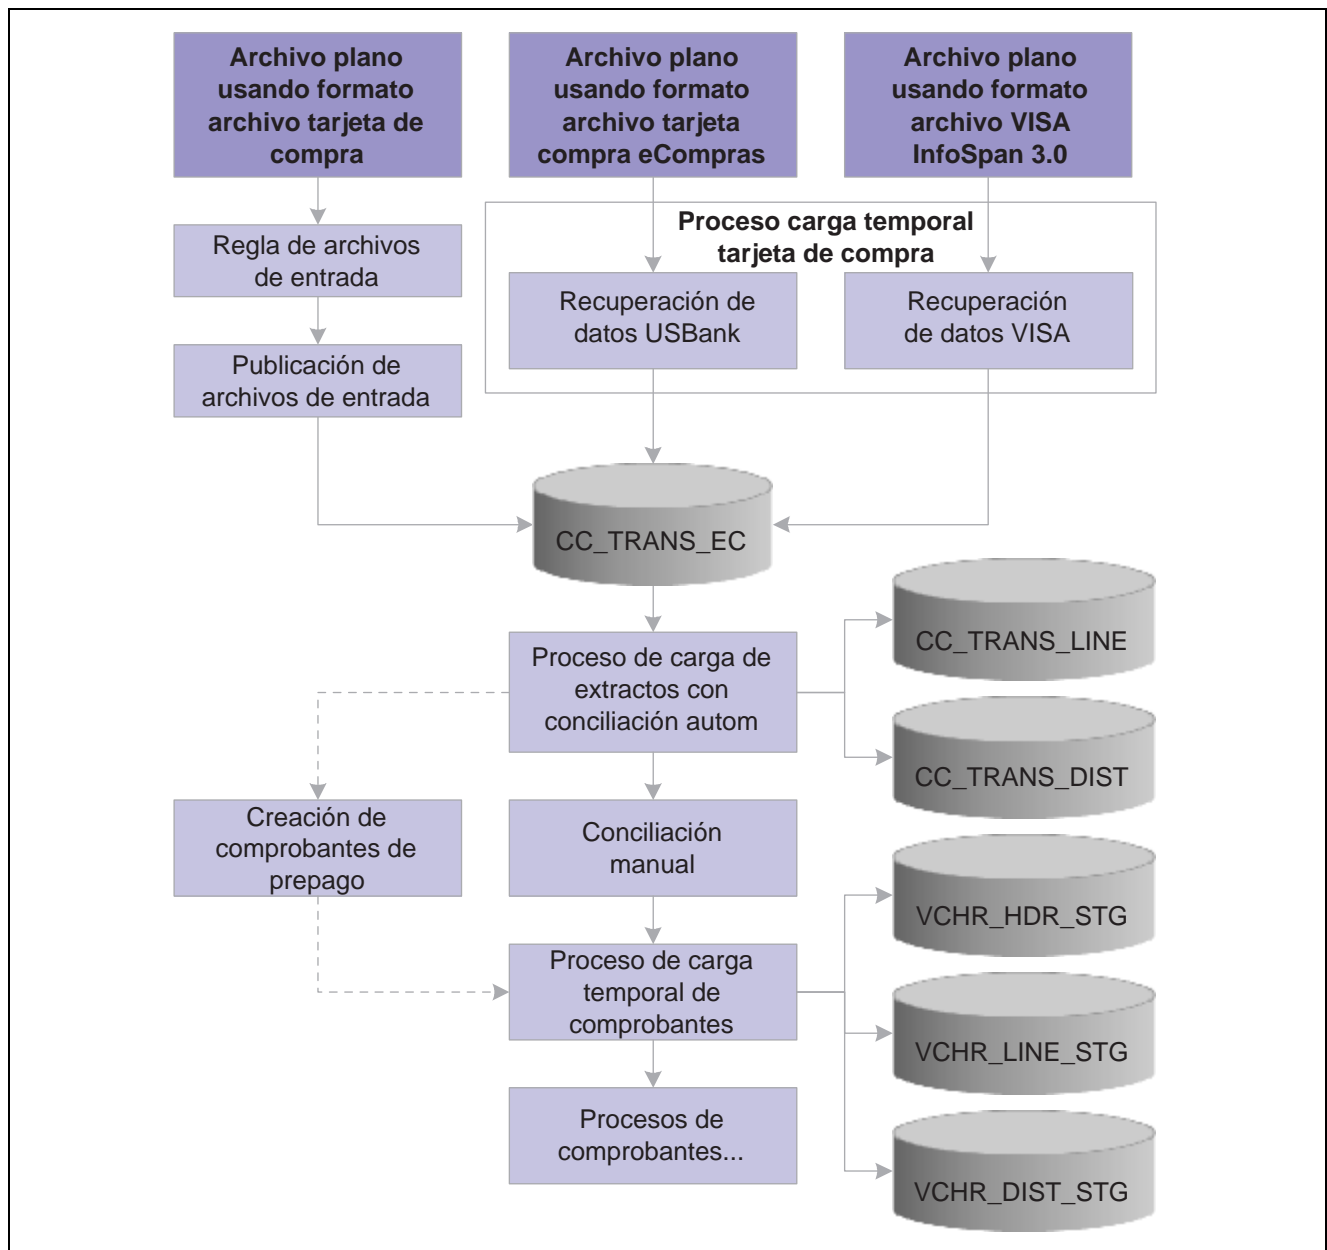 Archivo plano
usando formato
archivo tarjeta de
compra
Archivo plano
usando formato
archivo tarjeta
compra eCompras
Archivo plano
usando formato
archivo VISA
InfoSpan 3.0
Regla de archivos
de entrada
Publicación de
archivos de entrada
Proceso carga temporal
tarjeta de compra
Recuperación de
datos USBank
Recuperación
de datos VISA
CC_TRANS_EC
Proceso de carga de
extractos con
conciliación autom
CC_TRANS_LINE
CC_TRANS_DIST
Creación de
comprobantes de
prepago
Conciliación
manual
Proceso de carga
temporal de
comprobantes
VCHR_HDR_STG
VCHR_LINE_STG
VCHR_DIST_STG
Procesos de
comprobantes...